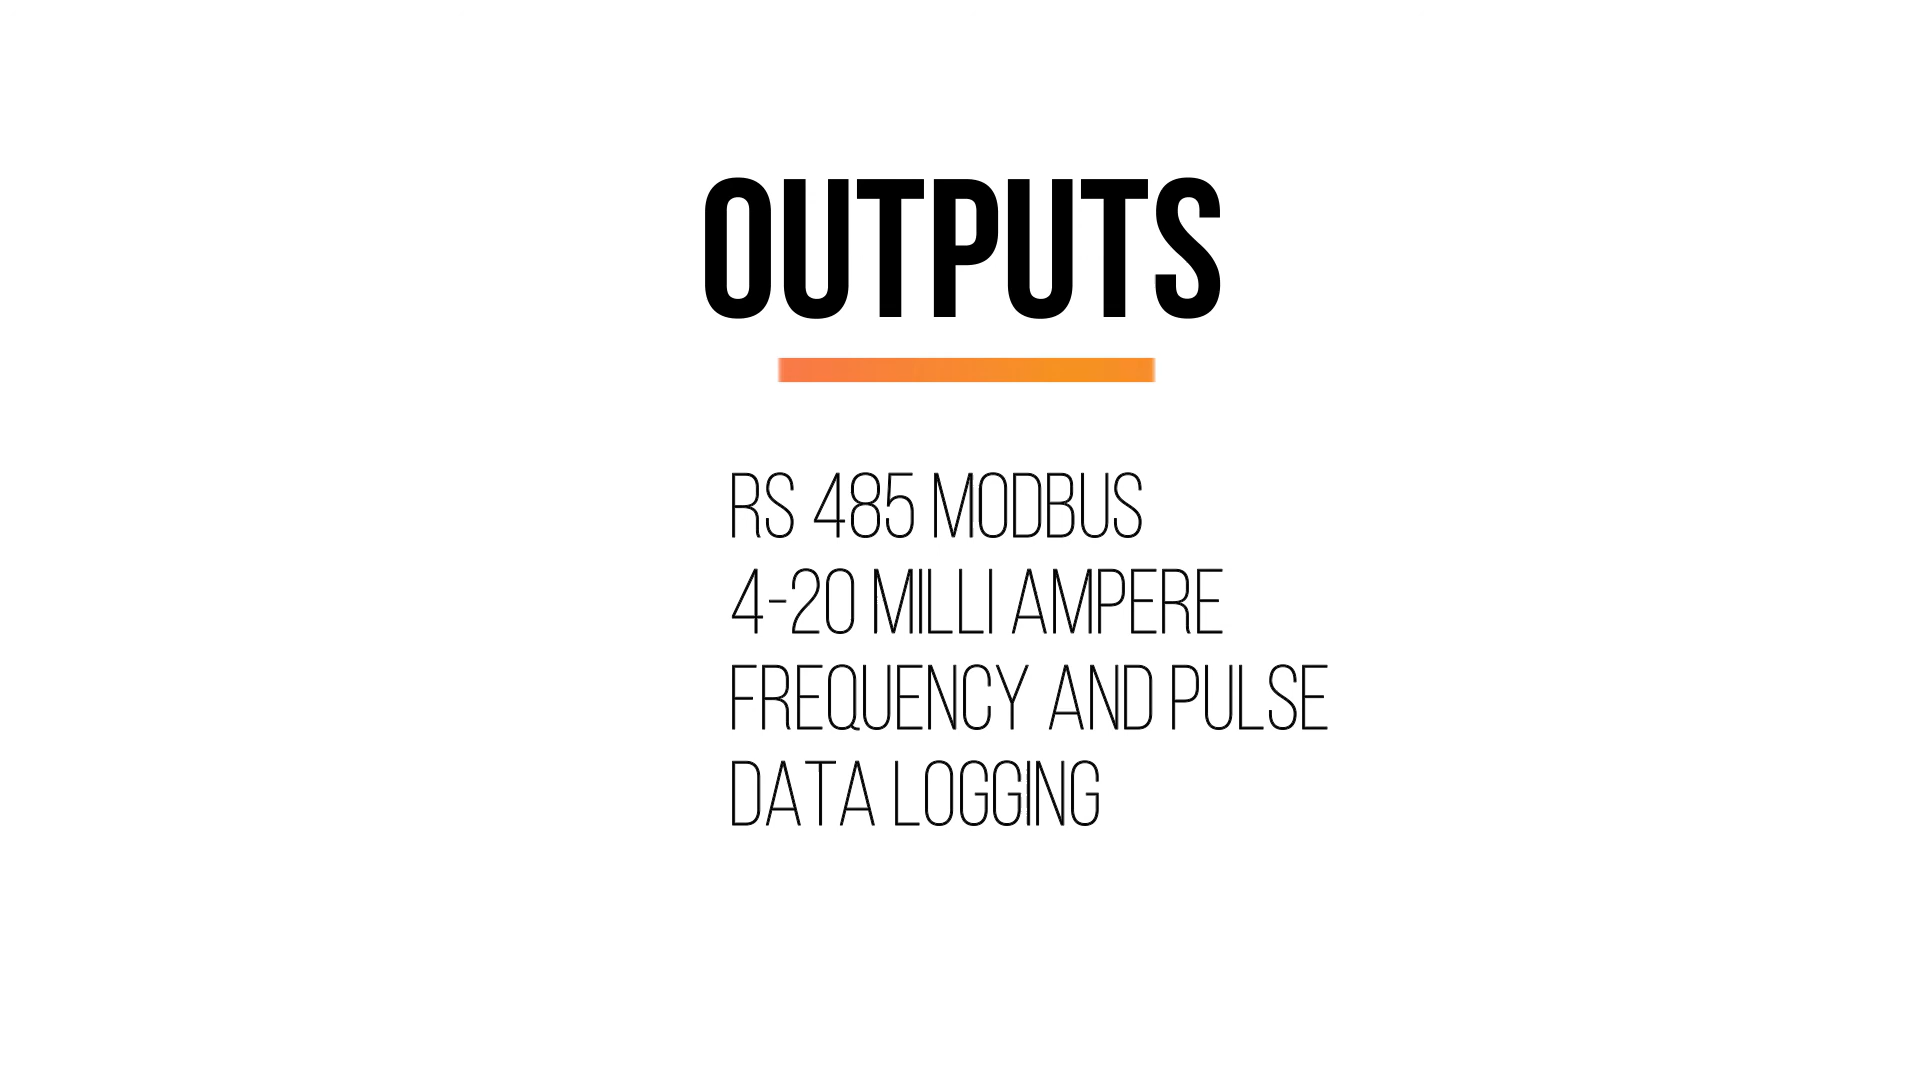 OUTPUTS
RS 485 MODBUS
4-20 MILLI AMPERE
FREQUENCY AND PULSE
DATA LOGGING